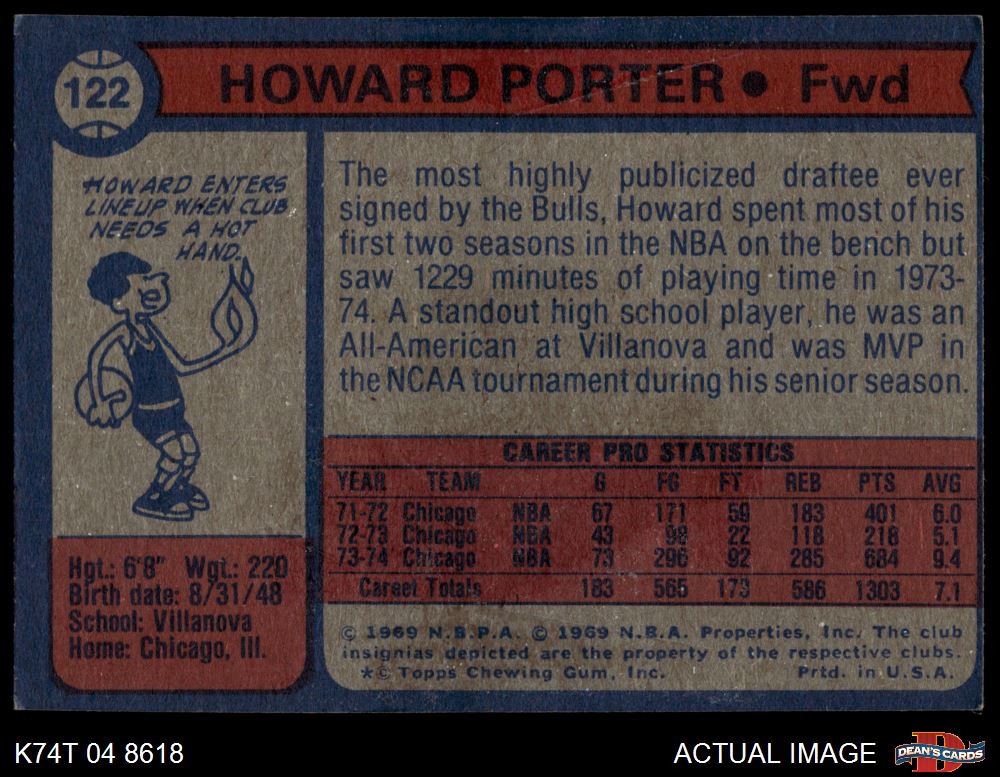 122
HOWARD PORTER ● Fwd
HOWARD ENTERS
LINEUP WHEN CLUB
NEEDS A HOT
HAND.
The most highly publicized draftee ever
signed by the Bulls, Howard spent most of his
first two seasons in the NBA on the bench but
saw 1229 minutes of playing time in 1973-
74. A standout high school player, he was an
All-American at Villanova and was MVP in
the NCAA tournament during his senior season.
CAREER PRO STATISTICS
YEAR TEAM G FG FT REB PTS AVG
71-72 Chicago NBA 67 171 59 183 401 6.0
72-73 Chicago NBA 43 98 22 118 218 5.1
73-74 Chicago NBA 73 296 92 285 684 9.4
Career Totals 183 565 173 586 1303 7.1
Hgt.: 6'8" Wgt.: 220
Birth date: 8/31/48
School: Villanova
Home: Chicago, Ill.
© 1969 N.B.P.A. © 1969 N.B.A. Properties, Inc. The club
insignias depicted are the property of the respective clubs.
*© Topps Chewing Gum, Inc. Prtd. in U.S.A.
K74T 04 8618
ACTUAL IMAGE
D
DEAN'S CARDS